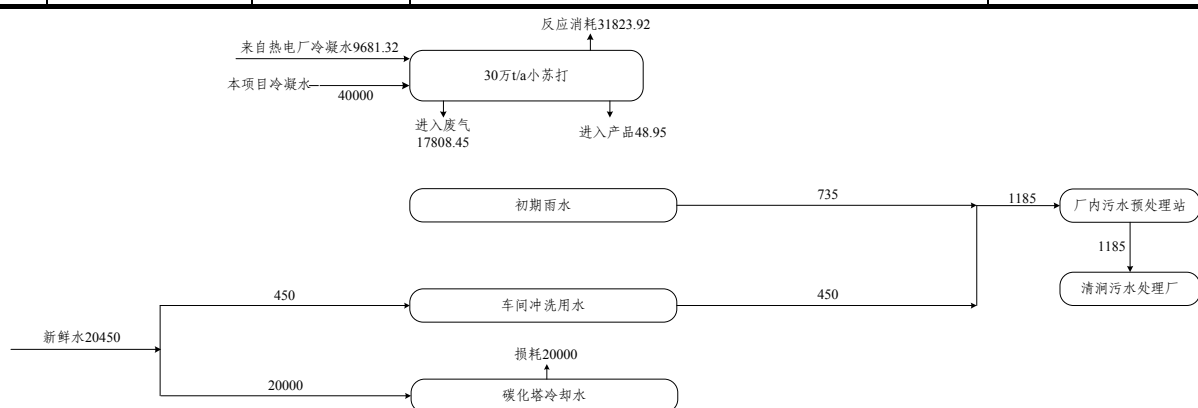 反应消耗31823.92
来自热电厂冷凝水9681.32
30万t/a小苏打
本项目冷凝水
40000
进入废气
17808.45
进入产品48.95
初期雨水
735
1185
厂内污水预处理站
1185
450
车间冲洗用水
450
清涧污水处理厂
新鲜水20450
损耗20000
20000
碳化塔冷却水